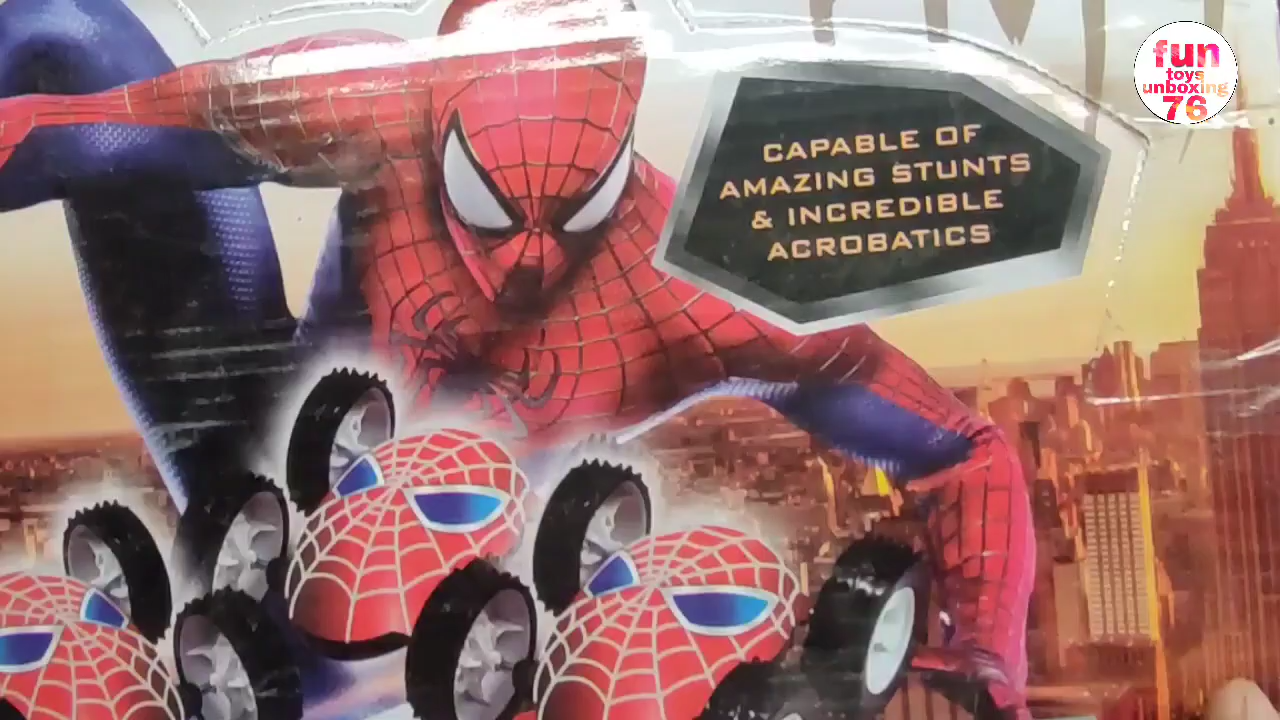 fun
toys
unboxing
76
CAPABLE OF
AMAZING STUNTS
& INCREDIBLE
ACROBATICS